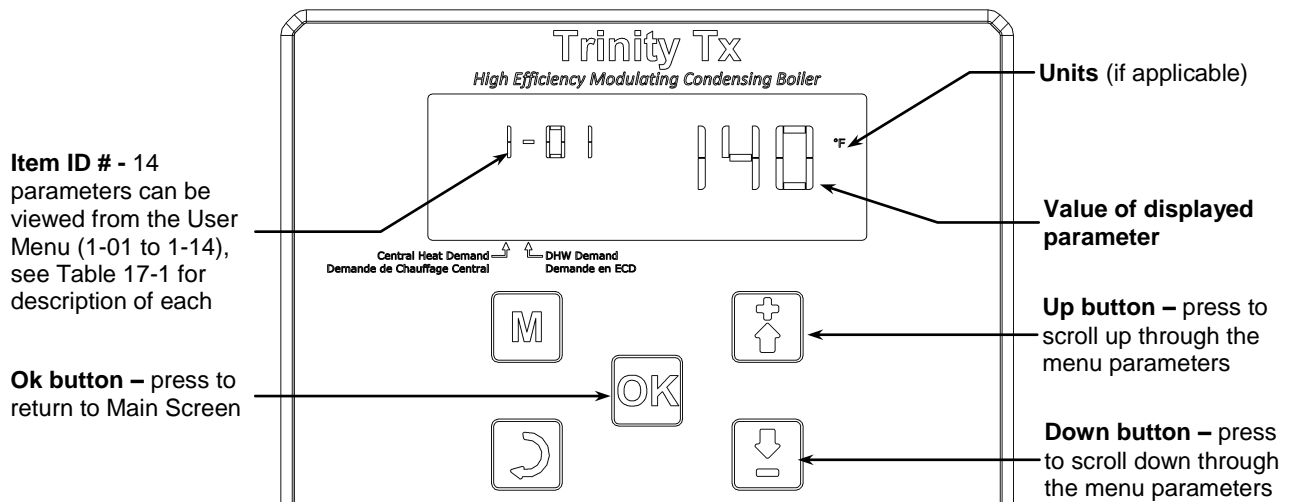 Trinity Tx
High Efficiency Modulating Condensing Boiler
1-01
140
°F
Units (if applicable)
Item ID # - 14
parameters can be
viewed from the User
Menu (1-01 to 1-14),
see Table 17-1 for
description of each
Value of displayed
parameter
Central Heat Demand
Demande de Chauffage Central
DHW Demand
Demande en ECD
M
Up button – press to
scroll up through the
menu parameters
Ok button – press to
return to Main Screen
OK
Down button – press
to scroll down through
the menu parameters